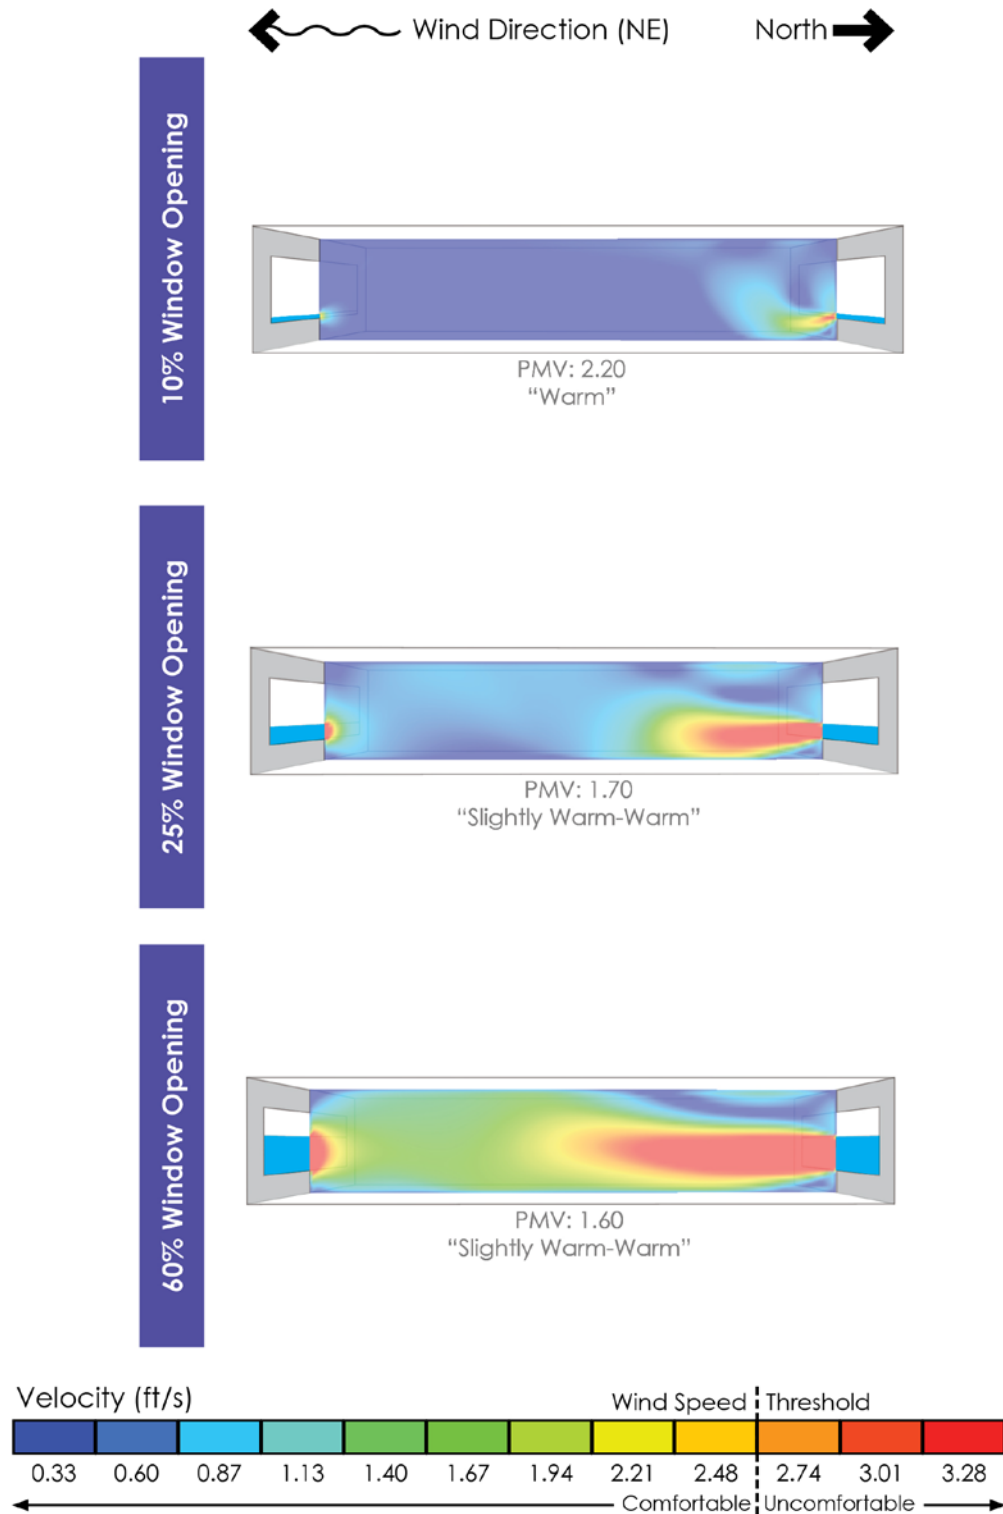 Wind Direction (NE)
North
10% Window Opening
PMV: 2.20
“Warm”
25% Window Opening
PMV: 1.70
“Slightly Warm-Warm”
60% Window Opening
PMV: 1.60
“Slightly Warm-Warm”
Velocity (ft/s)
Wind Speed Threshold
0.33 0.60 0.87 1.13 1.40 1.67 1.94 2.21 2.48 2.74 3.01 3.28
Comfortable Uncomfortable